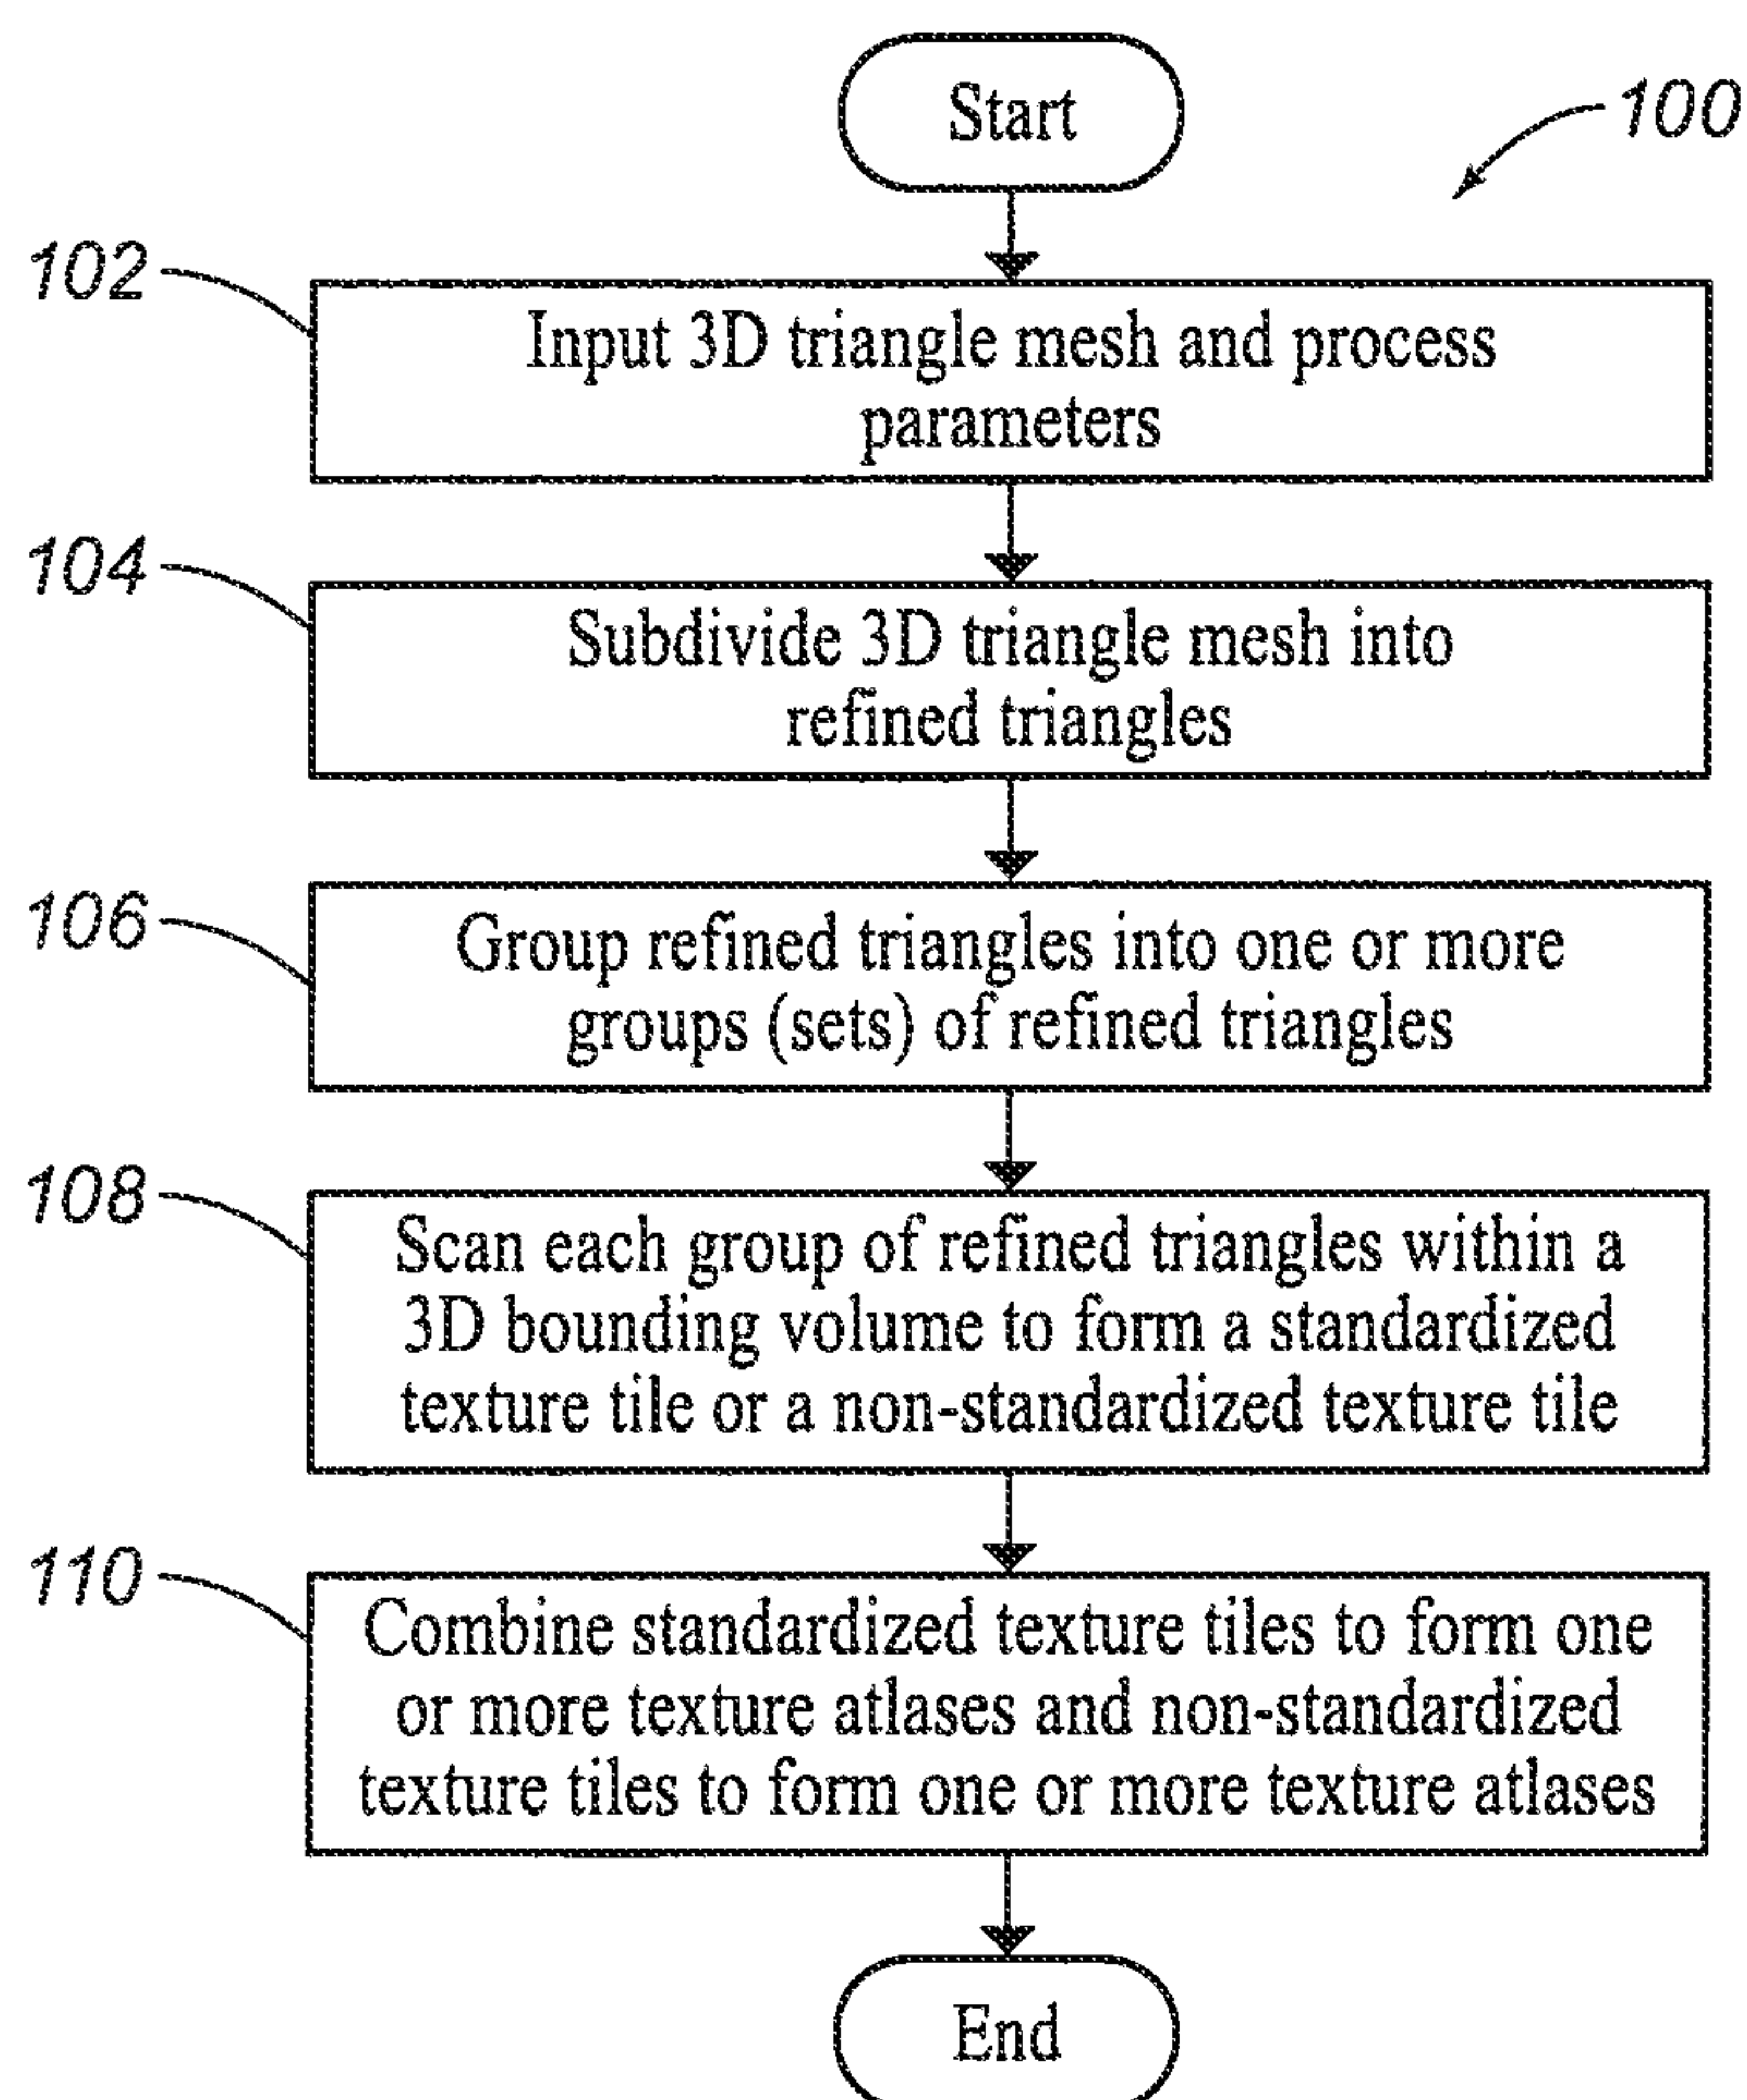 Start
100
102
Input 3D triangle mesh and process
parameters
104
Subdivide 3D triangle mesh into
refined triangles
106
Group refined triangles into one or more
groups (sets) of refined triangles
108
Scan each group of refined triangles within a
3D bounding volume to form a standardized
texture tile or a non-standardized texture tile
110
Combine standardized texture tiles to form one
or more texture atlases and non-standardized
texture tiles to form one or more texture atlases
End